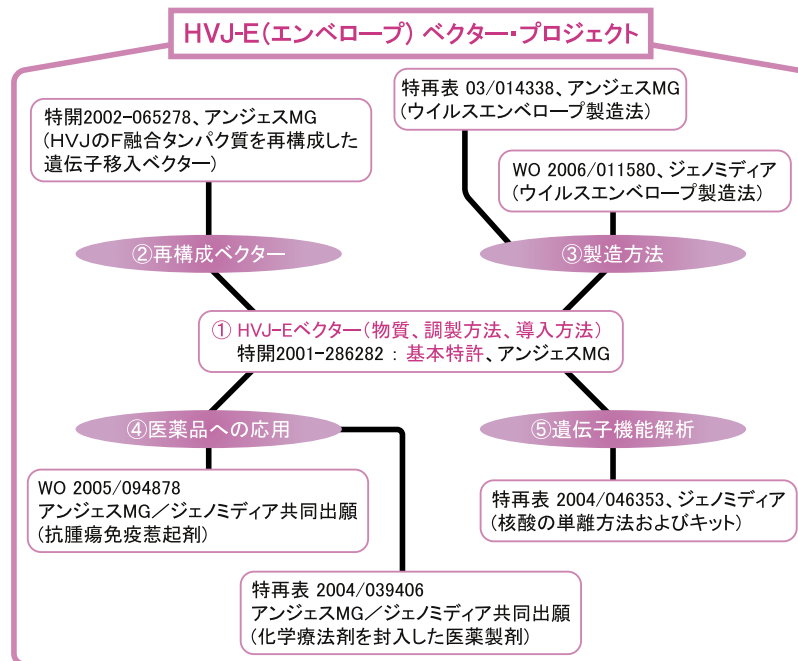 HVJ-E(エンベロープ) ベクター・プロジェクト
特開2002-065278、アンジェスMG
(HVJのF融合タンパク質を再構成した
遺伝子移入ベクター)
特再表 03/014338、アンジェスMG
(ウイルスエンベロープ製造法)
WO 2006/011580、ジェノミディア
(ウイルスエンベロープ製造法)
②再構成ベクター
③製造方法
① HVJ-Eベクター(物質、調製方法、導入方法)
特開2001-286282 : 基本特許、アンジェスMG
④医薬品への応用
⑤遺伝子機能解析
WO 2005/094878
アンジェスMG/ジェノミディア共同出願
(抗腫瘍免疫惹起剤)
特再表 2004/046353、ジェノミディア
(核酸の単離方法およびキット)
特再表 2004/039406
アンジェスMG/ジェノミディア共同出願
(化学療法剤を封入した医薬製剤)